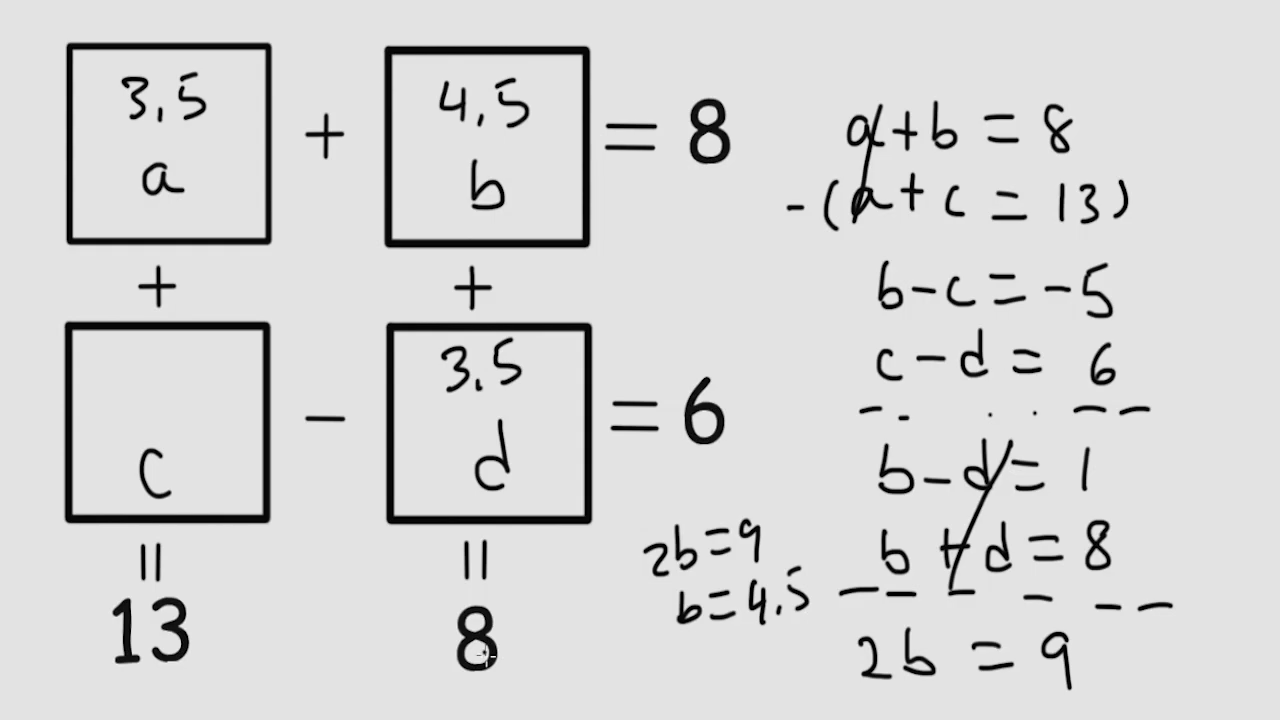 3.5 + 4.5 = 8
a b
+ +
3.5
c - d = 6
= =
13 8
a+b = 8
-(a+c = 13)
b-c = -5
c-d = 6
b-d = 1
b+d = 8
2b = 9
2b=9
b=4.5